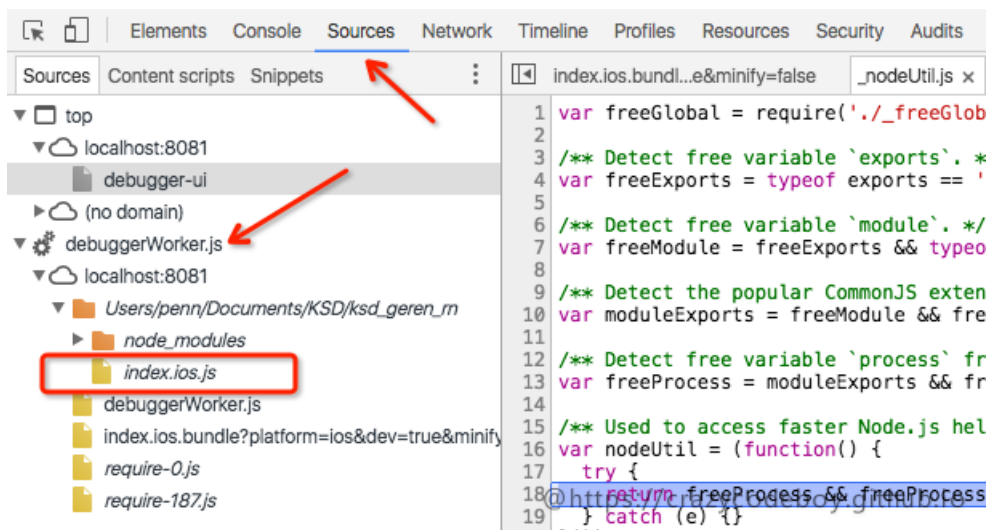 Elements Console Sources Network Timeline Profiles Resources Security Audits
Sources Content scripts Snippets
index.ios.bundl...e&minify=false _nodeUtil.js ×
top
localhost:8081
debugger-ui
(no domain)
debuggerWorker.js
localhost:8081
Users/penn/Documents/KSD/ksd_geren_rn
node_modules
index.ios.js
debuggerWorker.js
index.ios.bundle?platform=ios&dev=true&minify
require-0.js
require-187.js
1 var freeGlobal = require('./_freeGlob
2
3 /** Detect free variable `exports`. *
4 var freeExports = typeof exports == '
5
6 /** Detect free variable `module`. */
7 var freeModule = freeExports && typeo
8
9 /** Detect the popular CommonJS exten
10 var moduleExports = freeModule && fre
11
12 /** Detect free variable `process` fr
13 var freeProcess = moduleExports && fr
14
15 /** Used to access faster Node.js hel
16 var nodeUtil = (function() {
17 try {
18 return freeProcess && freeProcess
@https://crazycodeboy.github.io
19 } catch (e) {}